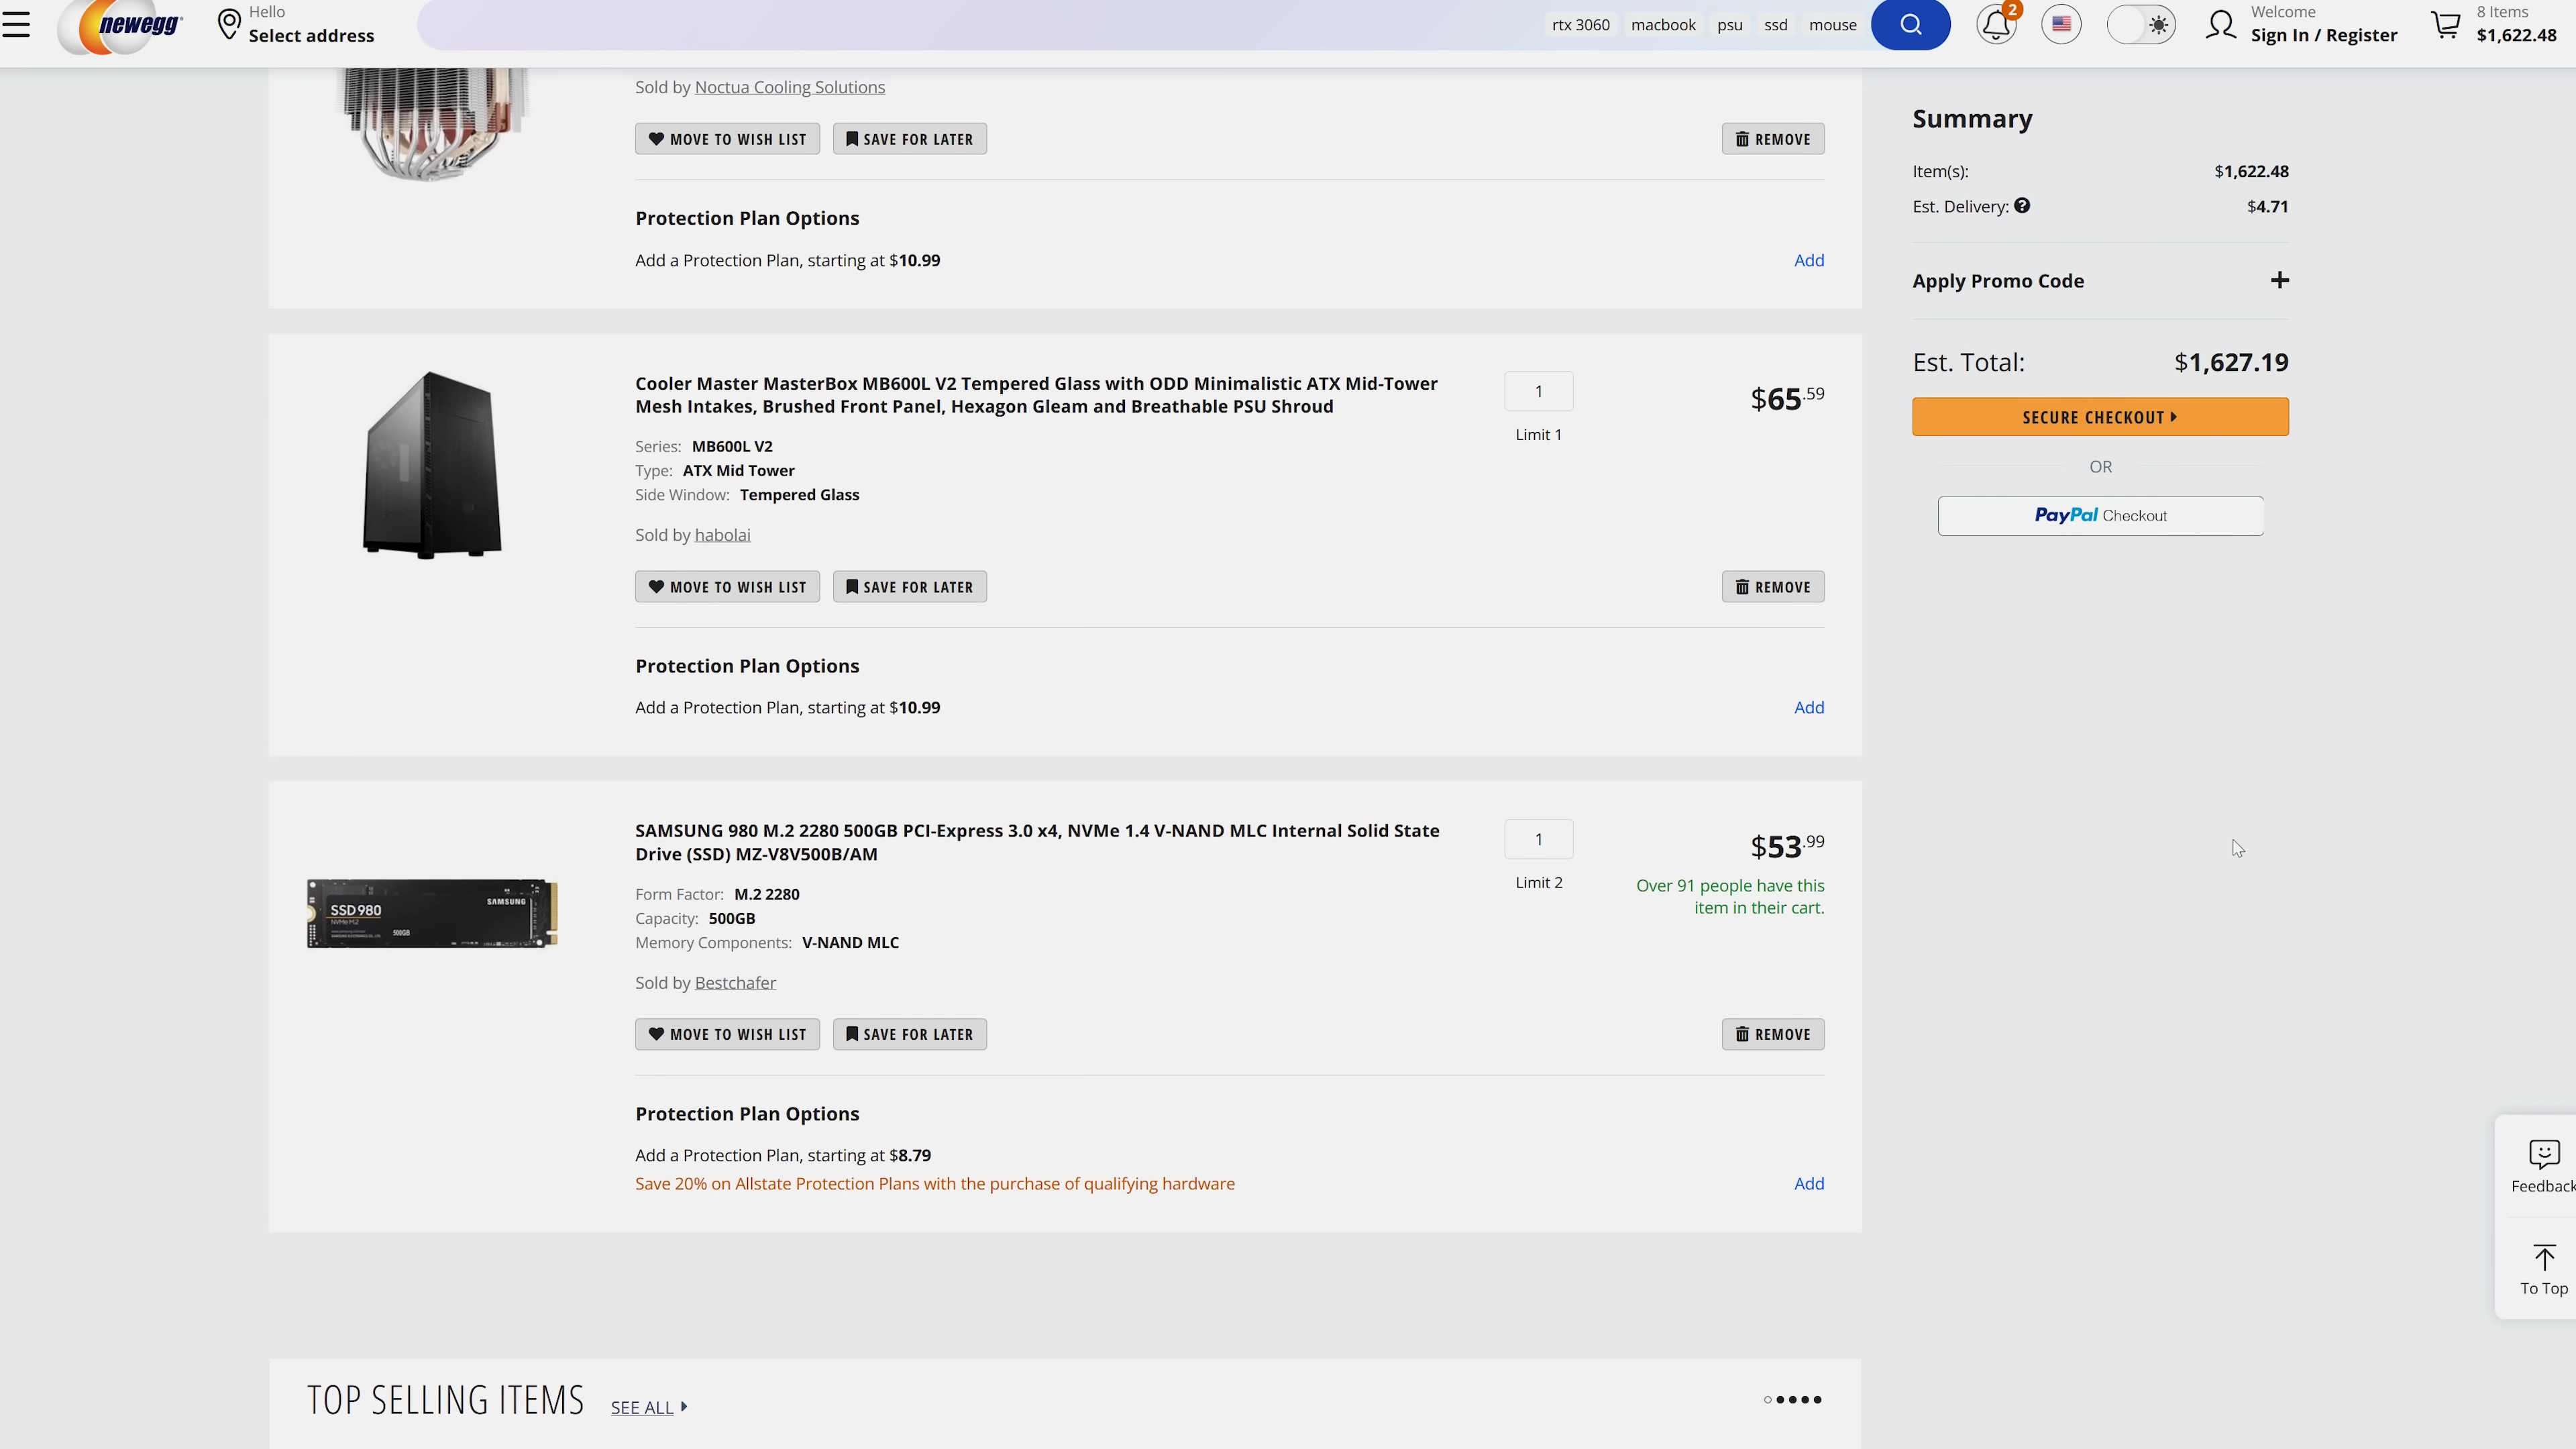 newegg
Hello
Select address
rtx 3060
macbook
psu
ssd
mouse
2
Welcome
Sign In / Register
8 Items
$1,622.48
Sold by Noctua Cooling Solutions
MOVE TO WISH LIST
SAVE FOR LATER
REMOVE
Protection Plan Options
Add a Protection Plan, starting at $10.99
Add
Cooler Master MasterBox MB600L V2 Tempered Glass with ODD Minimalistic ATX Mid-Tower
Mesh Intakes, Brushed Front Panel, Hexagon Gleam and Breathable PSU Shroud
1
$65.59
Limit 1
Series: MB600L V2
Type: ATX Mid Tower
Side Window: Tempered Glass
Sold by habolai
MOVE TO WISH LIST
SAVE FOR LATER
REMOVE
Protection Plan Options
Add a Protection Plan, starting at $10.99
Add
SAMSUNG 980 M.2 2280 500GB PCI-Express 3.0 x4, NVMe 1.4 V-NAND MLC Internal Solid State
Drive (SSD) MZ-V8V500B/AM
1
$53.99
Limit 2
Over 91 people have this
item in their cart.
Form Factor: M.2 2280
Capacity: 500GB
Memory Components: V-NAND MLC
SSD 980
NVMe M.2
500GB
SAMSUNG
Sold by Bestchafer
MOVE TO WISH LIST
SAVE FOR LATER
REMOVE
Protection Plan Options
Add a Protection Plan, starting at $8.79
Save 20% on Allstate Protection Plans with the purchase of qualifying hardware
Add
TOP SELLING ITEMS
SEE ALL
Summary
Item(s): $1,622.48
Est. Delivery: ? $4.71
Apply Promo Code +
Est. Total: $1,627.19
SECURE CHECKOUT
OR
PayPal Checkout
Feedback
To Top